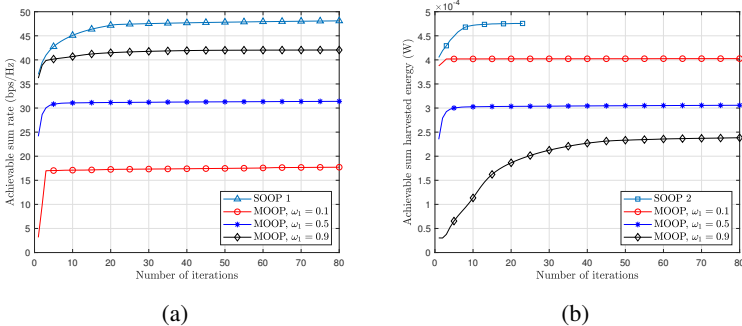 50
45
40
35
30
25
20
15
10
5
0
Achievable sum rate (bps/Hz)
0 10 20 30 40 50 60 70 80
Number of iterations
SOOP 1
MOOP, ω₁ = 0.1
MOOP, ω₁ = 0.5
MOOP, ω₁ = 0.9
(a)
×10⁻⁴
5
4.5
4
3.5
3
2.5
2
1.5
1
0.5
0
Achievable sum harvested energy (W)
0 10 20 30 40 50 60 70 80
Number of iterations
SOOP 2
MOOP, ω₁ = 0.1
MOOP, ω₁ = 0.5
MOOP, ω₁ = 0.9
(b)